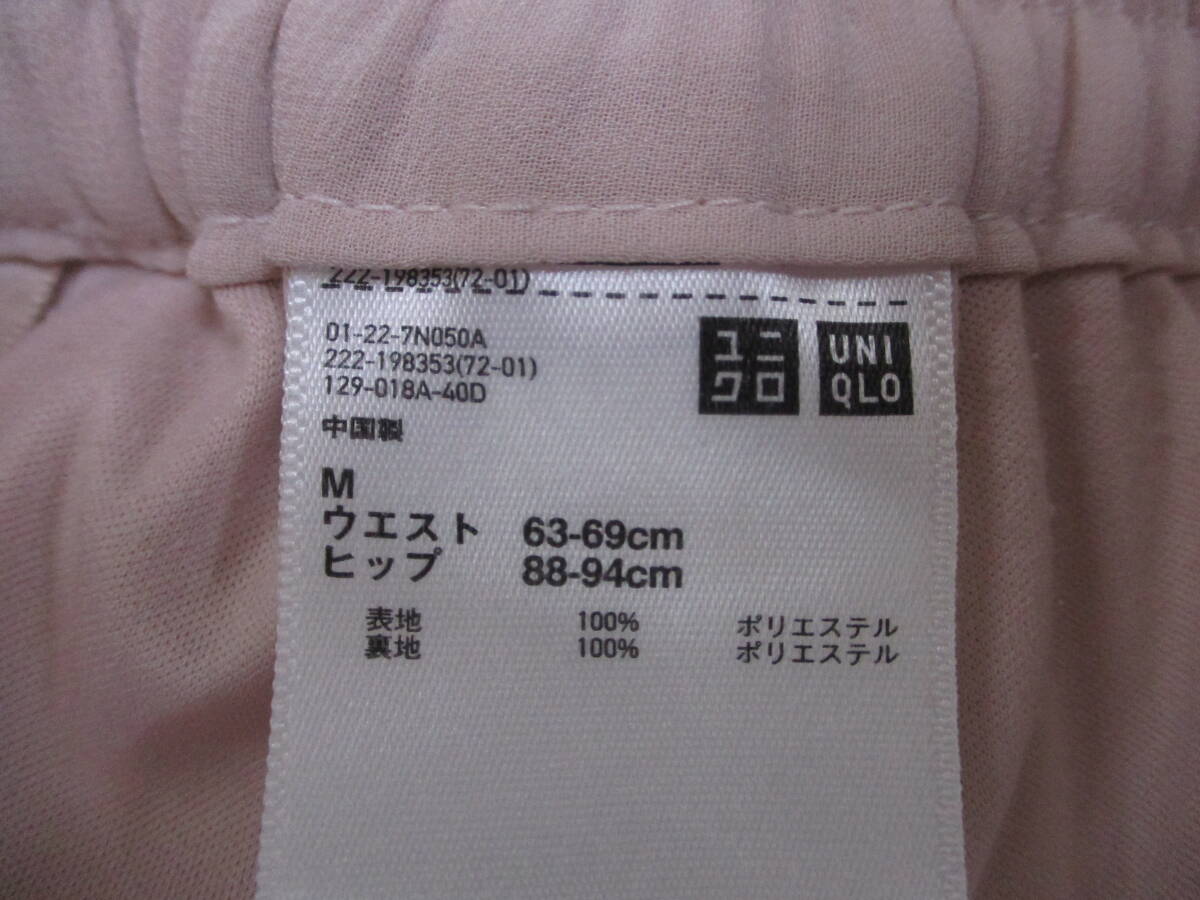 222-198353(72-01)
01-22-7N050A
222-198353(72-01)
129-018A-40D
中国製
ユニ
クロ
UNI
QLO
M
ウエスト 63-69cm
ヒップ 88-94cm
表地 100% ポリエステル
裏地 100% ポリエステル